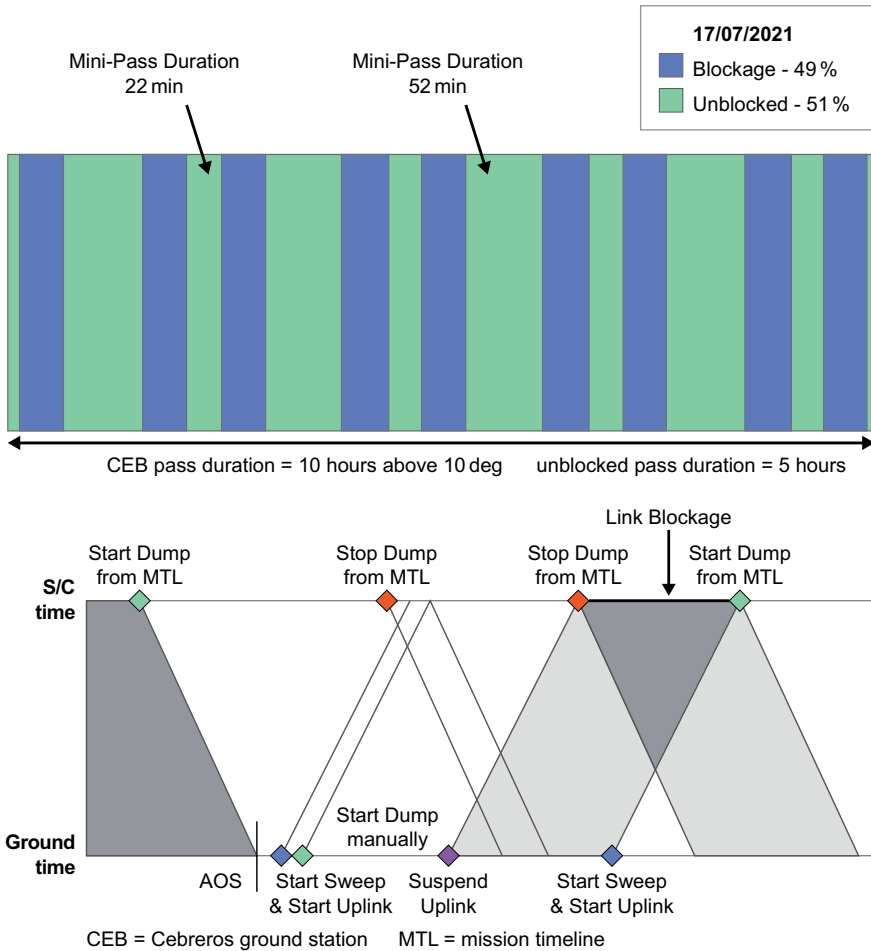 17/07/2021
Blockage - 49 %
Unblocked - 51 %
Mini-Pass Duration
22 min
Mini-Pass Duration
52 min
CEB pass duration = 10 hours above 10 deg
unblocked pass duration = 5 hours
Link Blockage
Start Dump
from MTL
Stop Dump
from MTL
Stop Dump
from MTL
Start Dump
from MTL
S/C
time
Start Dump
manually
Ground
time
AOS
Start Sweep
& Start Uplink
Suspend
Uplink
Start Sweep
& Start Uplink
CEB = Cebreros ground station
MTL = mission timeline